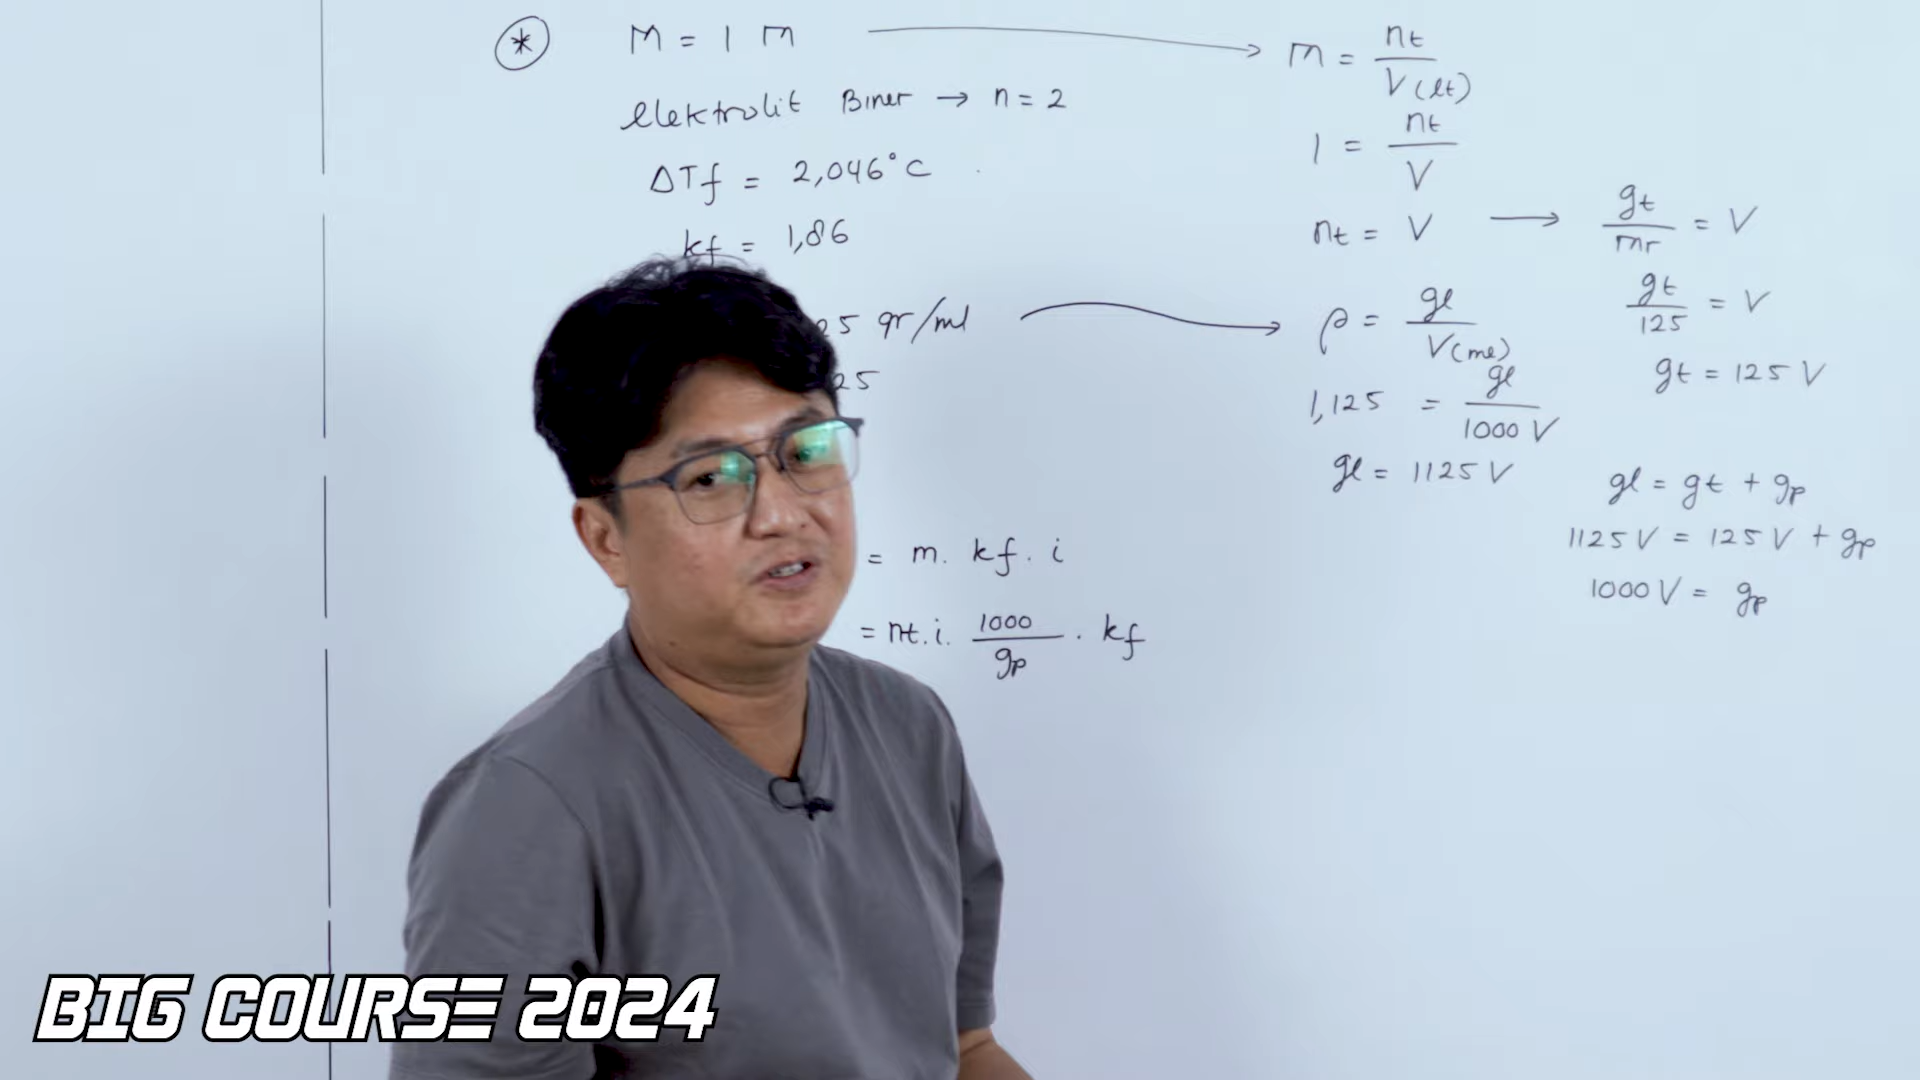 * M = 1 M
elektrolit Biner → n = 2
ΔTf = 2,046°C
kf = 1,86
25 gr/ml
25
= m. kf. i
= nt. i. 1000/gp . kf
M = nt/V(lt)
1 = nt/V
nt = V → gt/mr = V
gt/125 = V
gt = 125 V
ρ = gl/V(ml)
1,125 = gl/1000 V
gl = 1125 V
gl = gt + gp
1125 V = 125 V + gp
1000 V = gp
BIG COURSE 2024